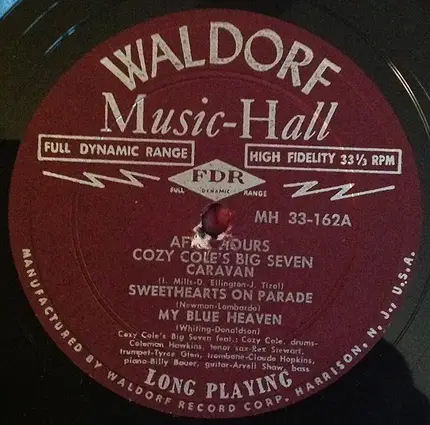 WALDORF
Music-Hall
FULL DYNAMIC RANGE
HIGH FIDELITY 33⅓ RPM
FDR
FULL DYNAMIC RANGE
MH 33-162A
HOURS
COZY COLE'S BIG SEVEN
CARAVAN
(I. Mills-D. Ellington-J. Tizol)
SWEETHEARTS ON PARADE
(Newman-Lombardo)
MY BLUE HEAVEN
(Whiting-Donaldson)
Cozy Cole's Big Seven feat.: Cozy Cole, drums-
Coleman Hawkins, tenor sax-Rex Stewart,
trumpet-Tyree Glen, trombone-Claude Hopkins,
piano-Billy Bauer, guitar-Arvell Shaw, bass
LONG PLAYING
MANUFACTURED BY WALDORF RECORD CORP. HARRISON, N. J., U.S.A.